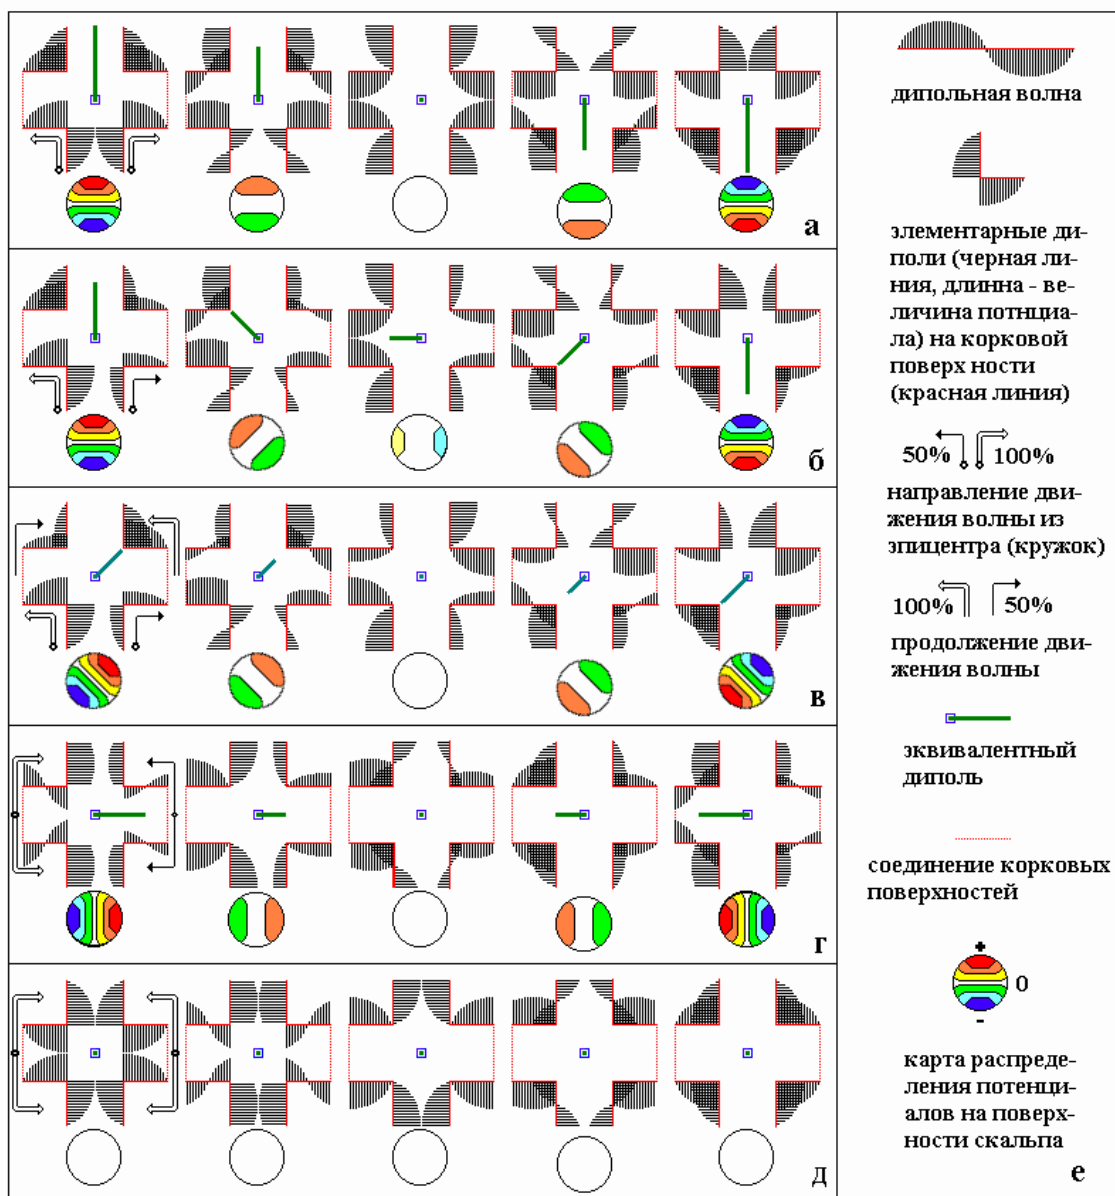 а
б
в
г
д
дипольная волна
элементарные ди-
поли (черная ли-
ния, длинна - ве-
личина потнциа-
ла) на корковой
поверх ности
(красная линия)
50% 100%
направление дви-
жения волны из
эпицентра (кружок)
100% 50%
продолжение дви-
жения волны
эквивалентный
диполь
соединение корковых
поверхностей
+
0
-
карта распреде-
ления потенци-
алов на поверх-
ности скальпа
е